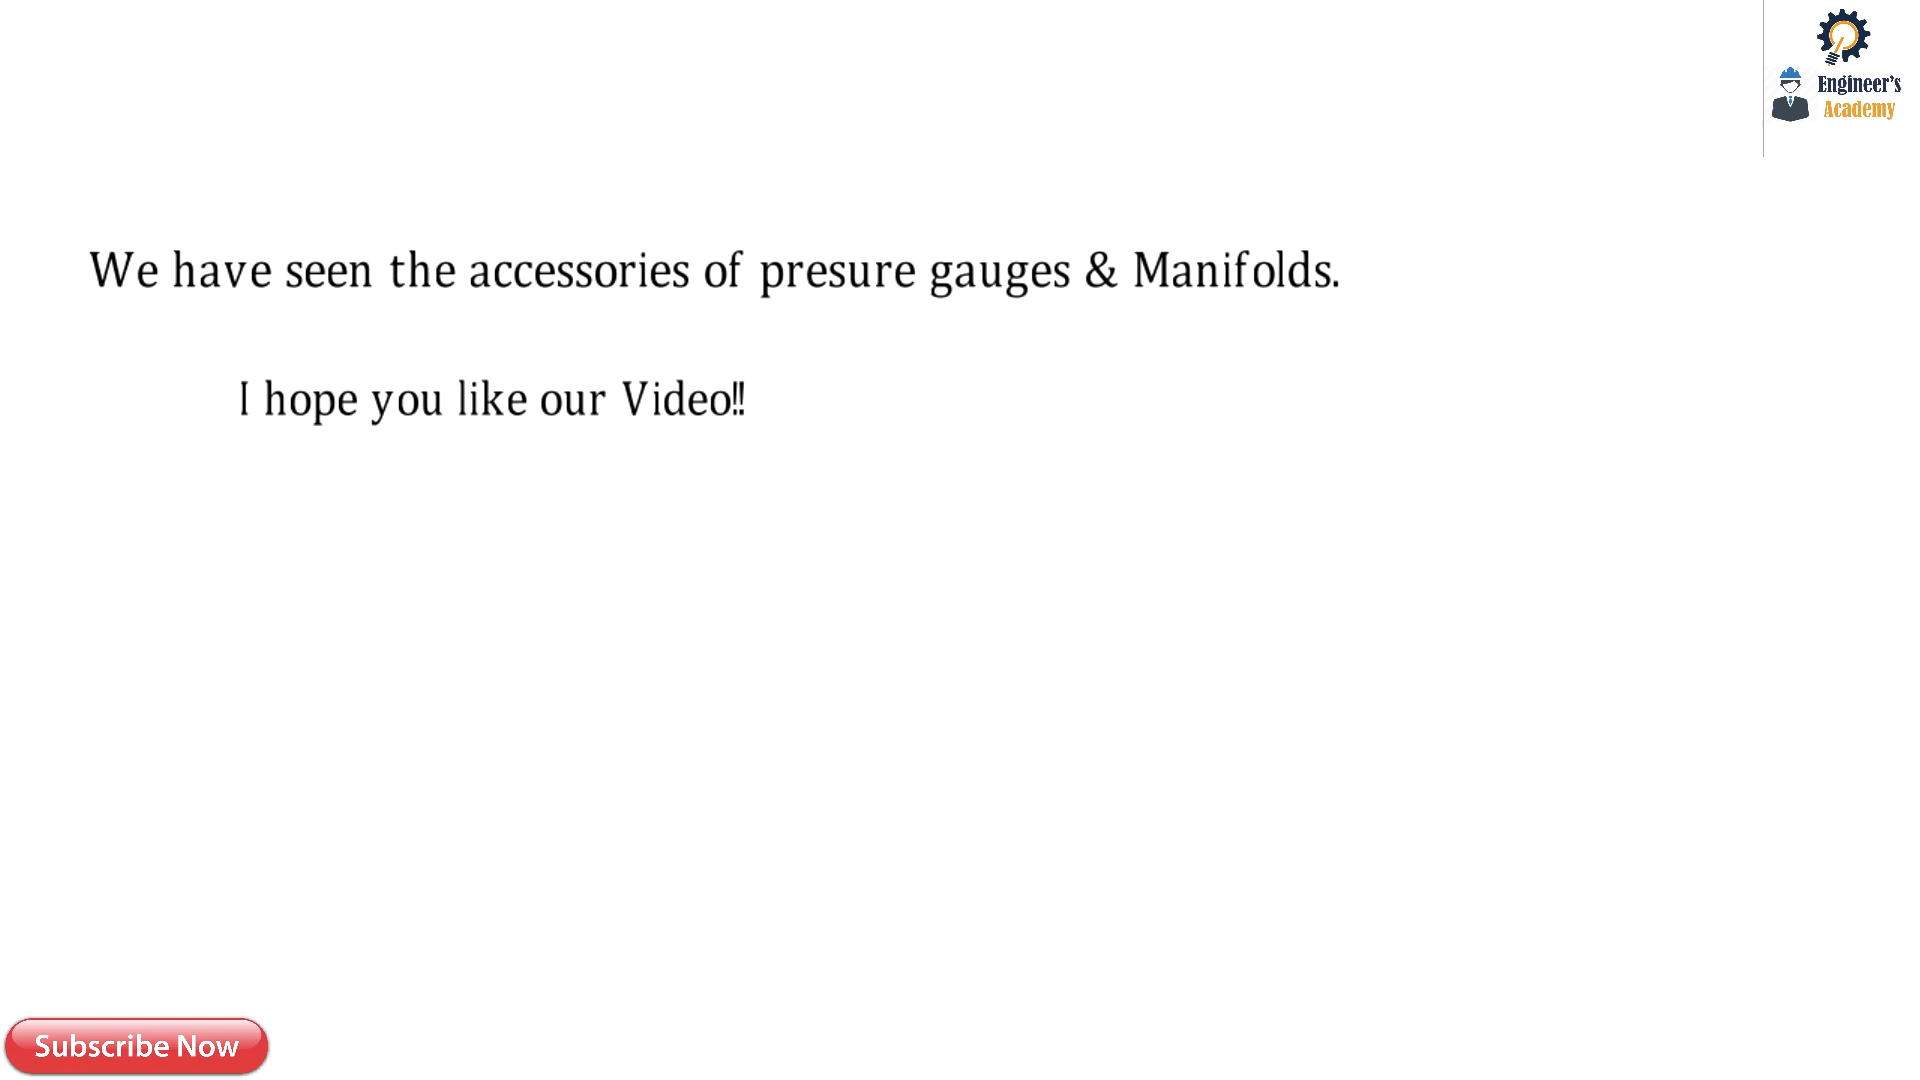 Engineer's
Academy
We have seen the accessories of presure gauges & Manifolds.
I hope you like our Video!!
Subscribe Now